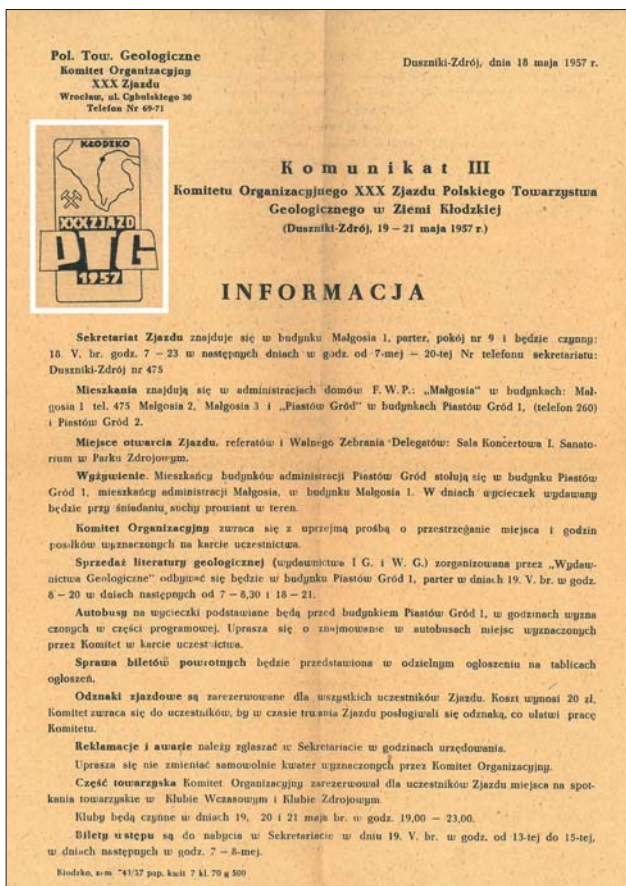 Pol. Tow. Geologiczne
Komitet Organizacyjny
XXX Zjazdu
Wrocław, ul. Cybulskiego 30
Telefon Nr 69-71
Duszniki-Zdrój, dnia 18 maja 1957 r.
KŁODZKO
XXX ZJAZD
PTG
1957
Komunikat III
Komitetu Organizacyjnego XXX Zjazdu Polskiego Towarzystwa
Geologicznego w Ziemi Kłodzkiej
(Duszniki-Zdrój, 19 — 21 maja 1957 r.)
INFORMACJA
Sekretariat Zjazdu znajduje się w budynku Małgosia 1, parter, pokój nr 9 i będzie czynny:
18 V. br. godz. 7 — 23 w następnych dniach w godz. od 7-mej — 20-tej Nr telefonu sekretariatu:
Duszniki-Zdrój nr 475
Mieszkania znajdują się w administracjach domów F. W. P.: „Małgosia" w budynkach: Mał-
gosia 1 tel. 475 Małgosia 2, Małgosia 3 i „Piastów Gród" w budynkach Piastów Gród 1, (telefon 260)
i Piastów Gród 2.
Miejsce otwarcia Zjazdu, referatów i Walnego Zebrania Delegatów: Sala Koncertowa I. Sanato-
rium w Parku Zdrojowym.
Wyżywienie. Mieszkańcy budynków administracji Piastów Gród stołują się w budynku Piastów
Gród 1, mieszkańcy administracji Małgosia, w budynku Małgosia 1. W dniach wycieczek wydawany
będzie przy śniadaniu suchy prowiant w teren.
Komitet Organizacyjny zwraca się z uprzejmą prośbą o przestrzeganie miejsca i godzin
posiłków wyznaczonych na karcie uczestnictwa.
Sprzedaż literatury geologicznej (wydawnictwa I G. i W. G.) zorganizowana przez „Wydaw-
nictwa Geologiczne" odbywać się będzie w budynku Piastów Gród 1, parter w dniach 19. V. br. w godz.
8 — 20 w dniach następnych od 7 — 8,30 i 18 — 21.
Autobusy na wycieczki podstawiane będą przed budynkiem Piastów Gród 1, w godzinach wyzna
czonych w części programowej. Uprasza się o znajmowanie w autobusach miejsc wyznaczonych
przez Komitet w karcie uczestnictwa.
Sprawa biletów powrotnych będzie przedstawiona w odzielnym ogłoszeniu na tablicach
ogłoszeń.
Odznaki zjazdowe są zarezerwowane dla wszystkich uczestników Zjazdu. Koszt wynosi 20 zł,
Komitet zwraca się do uczestników, by w czasie trwania Zjazdu posługiwali się odznaką, co ułatwi pracę
Komitetu.
Reklamacje i awarie należy zgłaszać w Sekretariacie w godzinach urzędowania.
Uprasza się nie zmieniać samowolnie kwater wyznaczonych przez Komitet Organizacyjny.
Część towarzyska Komitet Organizacyjny zarezerwował dla uczestników Zjazdu miejsca na spot-
kania towarzyskie w Klubie Wczasowym i Klubie Zdrojowym
Kluby będą czynne w dniach 19, 20 i 21 maja br. w godz. 19,00 — 23,00.
Bilety wstępu są do nabycia w Sekretariacie w dniu 19. V. br. w godz. od 13-tej do 15-tej,
w dniach następnych w godz. 7 — 8-mej.
Kłodzko, 43/57 pap. kwit 7 kl. 70 g 500